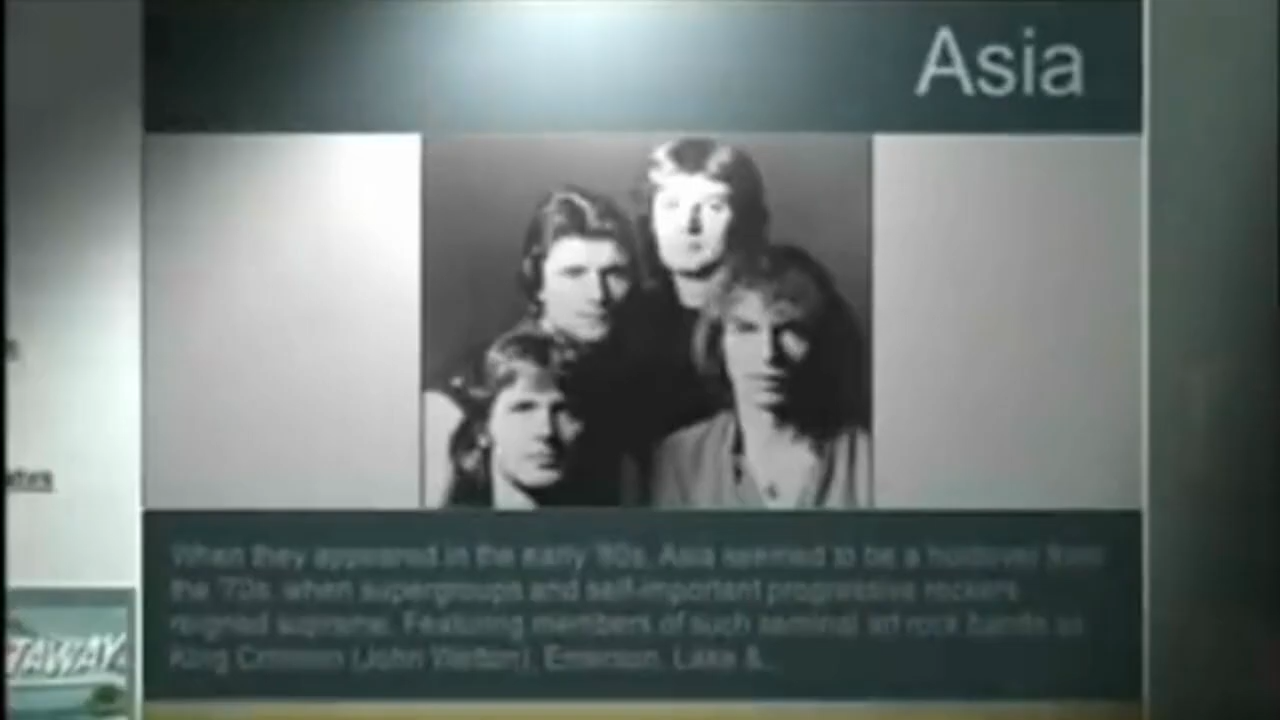 Asia
When they appeared in the early '80s, Asia seemed to be a holdover from
the '70s, when supergroups and self-important progressive rockers
reigned supreme. Featuring members of such seminal art rock bands as
King Crimson (John Wetton), Emerson, Lake &...
TAWAY